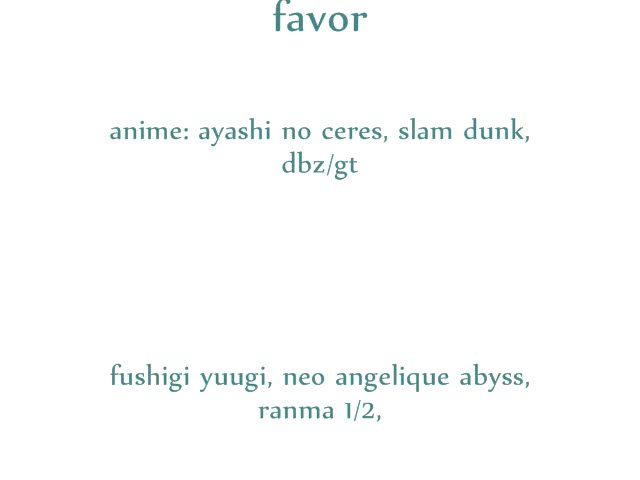 favor
anime: ayashi no ceres, slam dunk,
dbz/gt
fushigi yuugi, neo angelique abyss,
ranma 1/2,